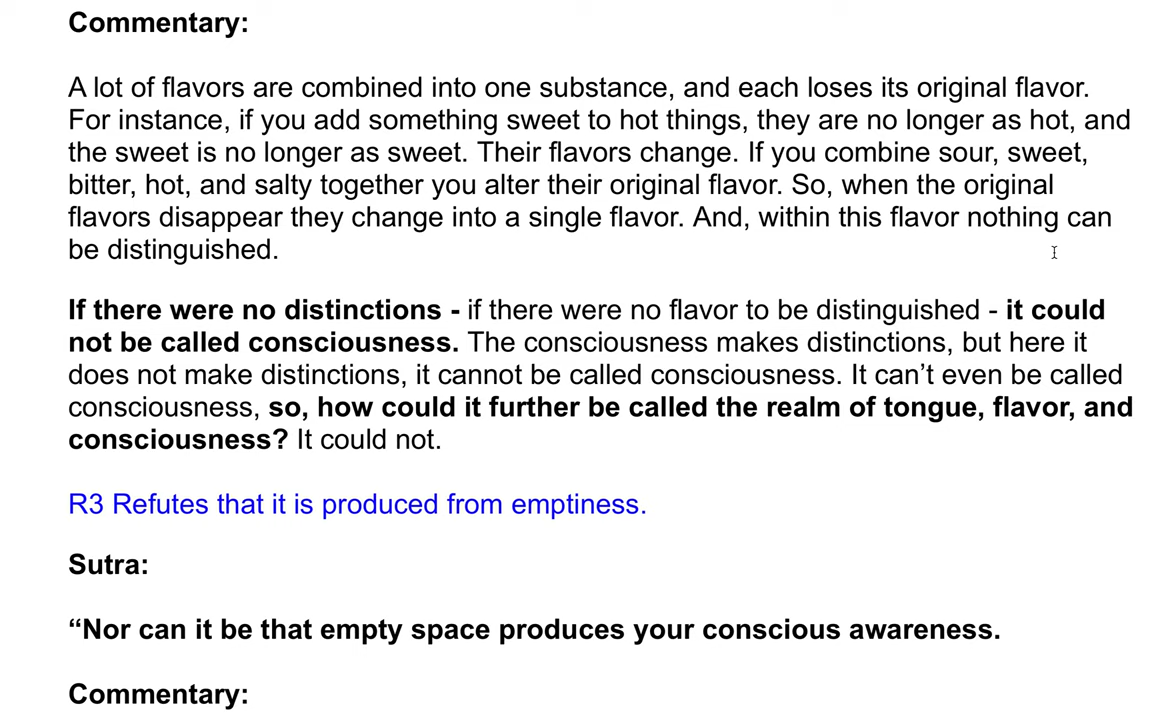 Commentary:
A lot of flavors are combined into one substance, and each loses its original flavor.
For instance, if you add something sweet to hot things, they are no longer as hot, and
the sweet is no longer as sweet. Their flavors change. If you combine sour, sweet,
bitter, hot, and salty together you alter their original flavor. So, when the original
flavors disappear they change into a single flavor. And, within this flavor nothing can
be distinguished.
If there were no distinctions - if there were no flavor to be distinguished - it could
not be called consciousness. The consciousness makes distinctions, but here it
does not make distinctions, it cannot be called consciousness. It can’t even be called
consciousness, so, how could it further be called the realm of tongue, flavor, and
consciousness? It could not.
R3 Refutes that it is produced from emptiness.
Sutra:
“Nor can it be that empty space produces your conscious awareness.
Commentary: